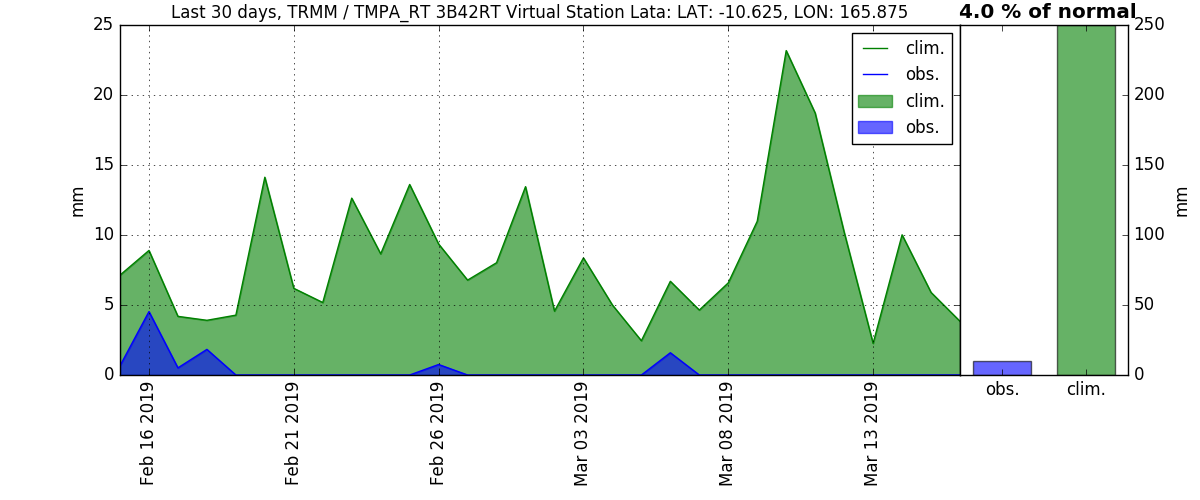 Last 30 days, TRMM / TMPA_RT 3B42RT Virtual Station Lata: LAT: -10.625, LON: 165.875
4.0 % of normal
25
20
15
10
5
0
mm
clim.
obs.
clim.
obs.
Feb 16 2019
Feb 21 2019
Feb 26 2019
Mar 03 2019
Mar 08 2019
Mar 13 2019
250
200
150
100
50
0
mm
obs.
clim.